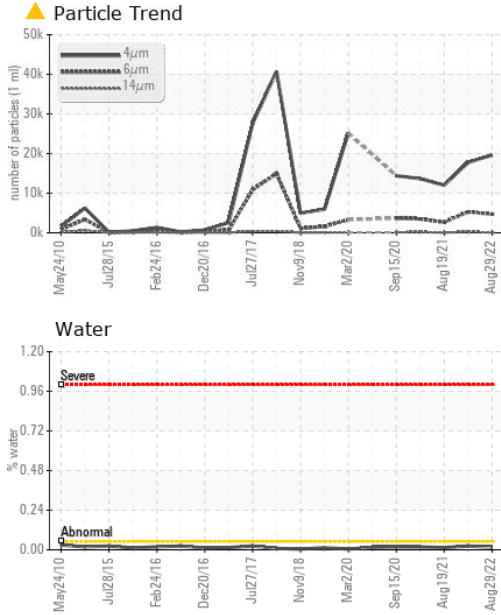 Particle Trend
50k
40k
30k
20k
10k
0k
number of particles (1 ml)
4μm
6μm
14μm
May24/10
Jul28/15
Feb24/16
Dec20/16
Jul27/17
Nov9/18
Mar2/20
Sep15/20
Aug19/21
Aug29/22
Water
1.20
0.96
0.72
0.48
0.24
0.00
% water
Severe
Abnormal
May24/10
Jul28/15
Feb24/16
Dec20/16
Jul27/17
Nov9/18
Mar2/20
Sep15/20
Aug19/21
Aug29/22